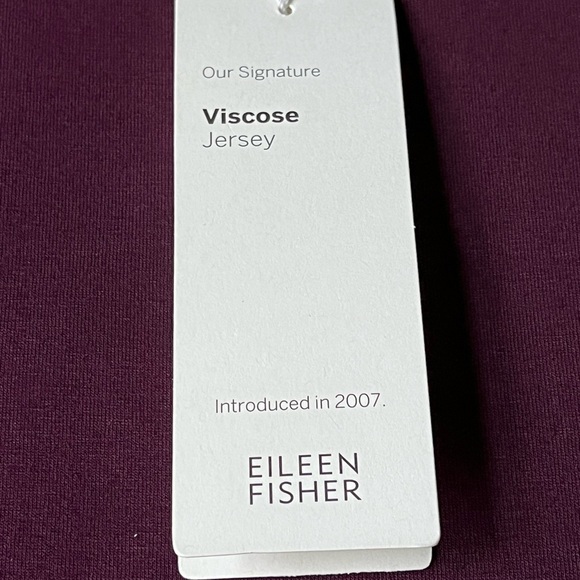 Our Signature
Viscose
Jersey
Introduced in 2007.
EILEEN
FISHER